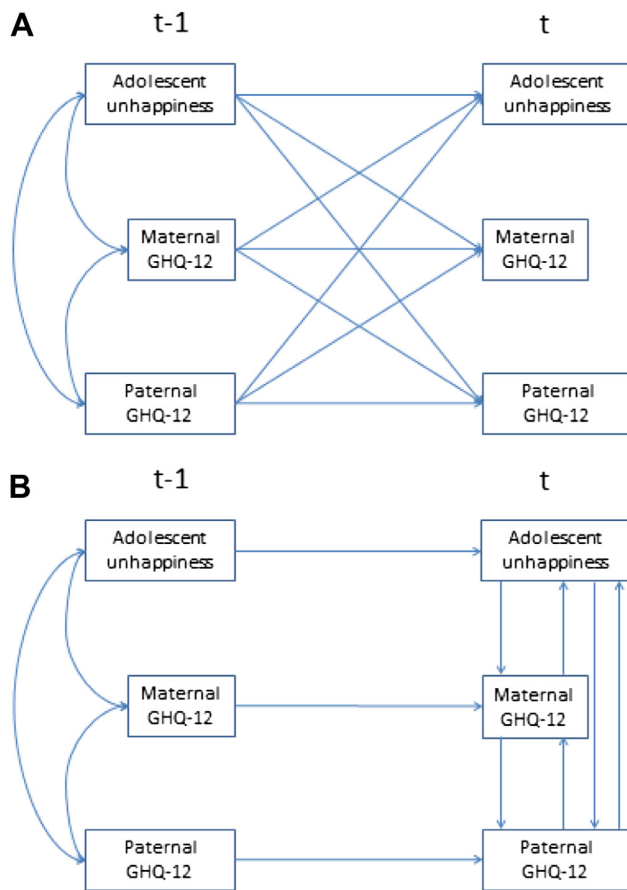 A
t-1
t
Adolescent
unhappiness
Adolescent
unhappiness
Maternal
GHQ-12
Maternal
GHQ-12
Paternal
GHQ-12
Paternal
GHQ-12
B
t-1
t
Adolescent
unhappiness
Adolescent
unhappiness
Maternal
GHQ-12
Maternal
GHQ-12
Paternal
GHQ-12
Paternal
GHQ-12